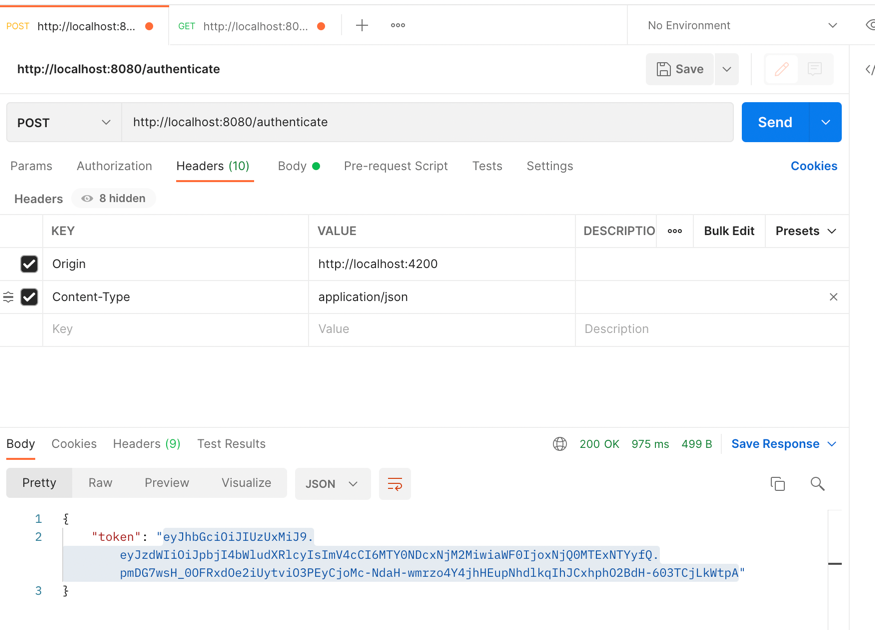 POST http://localhost:8... GET http://localhost:80... No Environment
http://localhost:8080/authenticate Save
POST http://localhost:8080/authenticate Send
Params Authorization Headers (10) Body Pre-request Script Tests Settings Cookies
Headers 8 hidden
KEY VALUE DESCRIPTIO Bulk Edit Presets
Origin http://localhost:4200
Content-Type application/json
Key Value Description
Body Cookies Headers (9) Test Results 200 OK 975 ms 499 B Save Response
Pretty Raw Preview Visualize JSON
1 {
2 "token": "eyJhbGciOiJIUzUxMiJ9.
eyJzdWIiOiJpbjI4bWludXRlcyIsImV4cCI6MTY0NDcxNjM2MiwiaWF0IjoxNjQ0MTExNTYyfQ.
pmDG7wsH_0OFRxdOe2iUytviO3PEyCjoMc-NdaH-wmrzo4Y4jhHEupNhdlkqIhJCxhphO2BdH-603TCjLkWtpA"
3 }